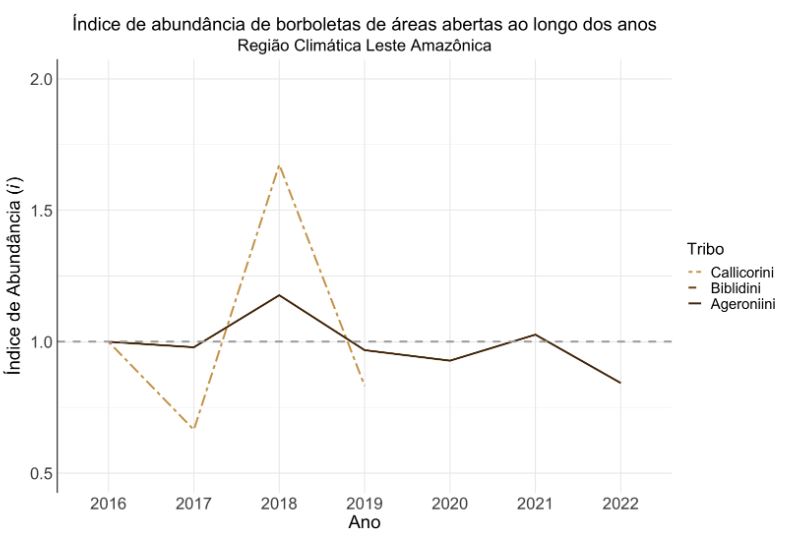 Índice de abundância de borboletas de áreas abertas ao longo dos anos
Região Climática Leste Amazônica
Índice de Abundância (i)
2.0
1.5
1.0
0.5
2016 2017 2018 2019 2020 2021 2022
Ano
Tribo
Callicorini
Biblidini
Ageroniini